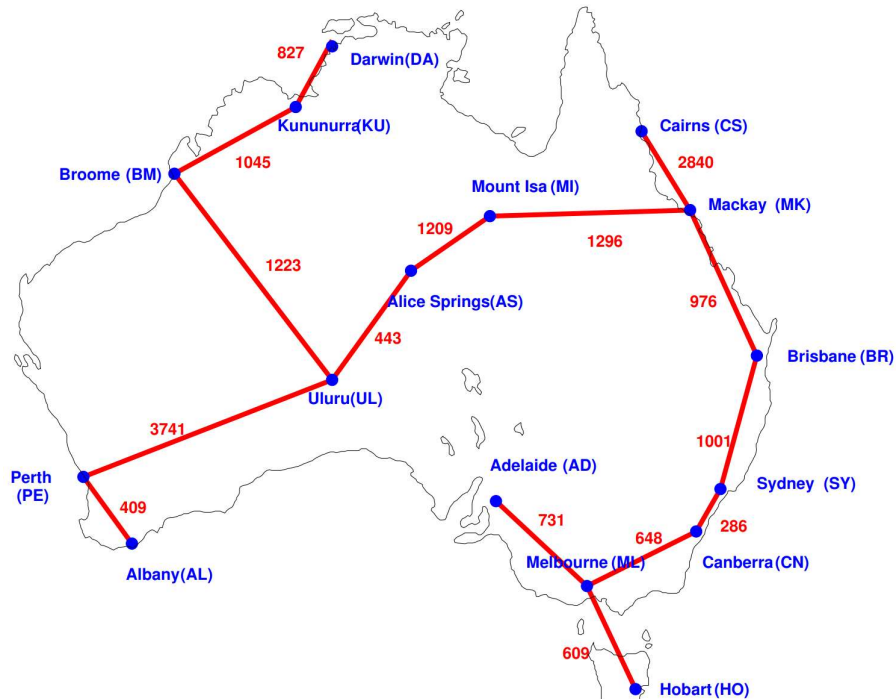 827
Darwin(DA)
Kununurra(KU)
Cairns (CS)
1045
2840
Broome (BM)
Mount Isa (MI)
Mackay (MK)
1209
1296
1223
Alice Springs(AS)
976
443
Brisbane (BR)
Uluru(UL)
3741
1001
Adelaide (AD)
Perth
(PE)
Sydney (SY)
409
731
286
648
Melbourne (ML)
Canberra(CN)
Albany(AL)
609
Hobart(HO)